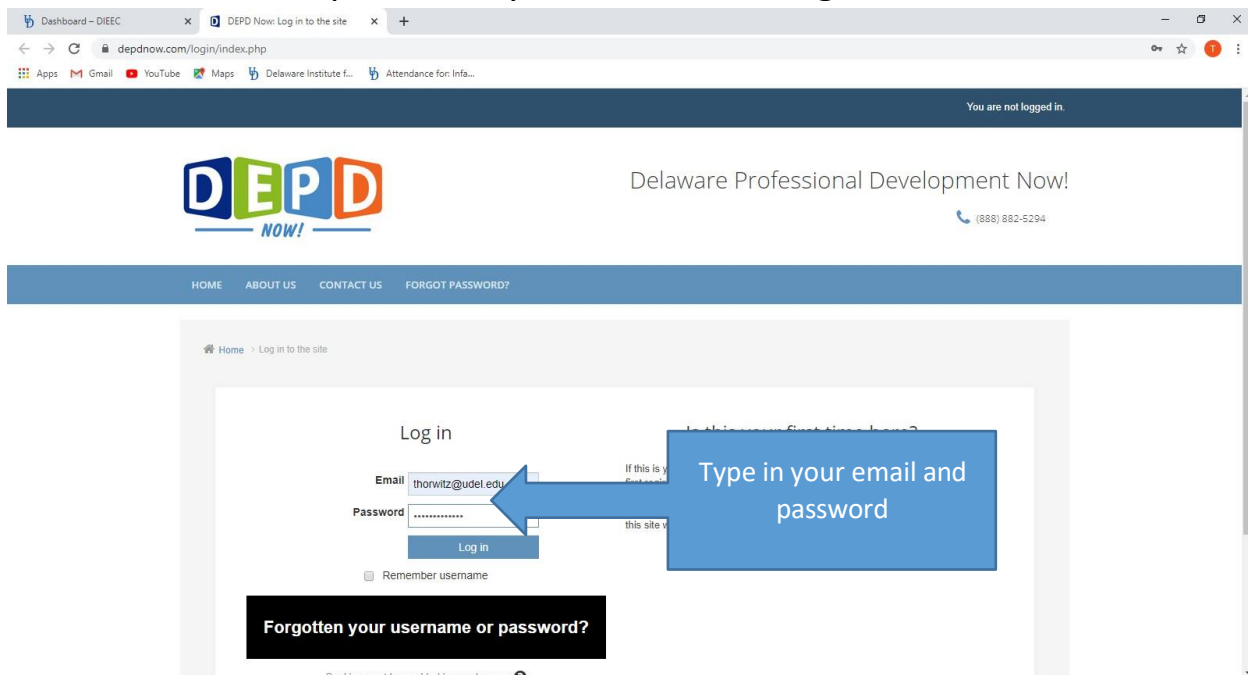 Dashboard – DIEEC
DEPD Now: Log in to the site
depdnow.com/login/index.php
Apps Gmail YouTube Maps Delaware Institute f... Attendance for: Infa...
You are not logged in.
DEPD
NOW!
Delaware Professional Development Now!
(888) 882-5294
HOME ABOUT US CONTACT US FORGOT PASSWORD?
Home > Log in to the site
Log in
Email thorwitz@udel.edu
Password .............
Log in
Remember username
Forgotten your username or password?
If this is y
this site w
Type in your email and
password